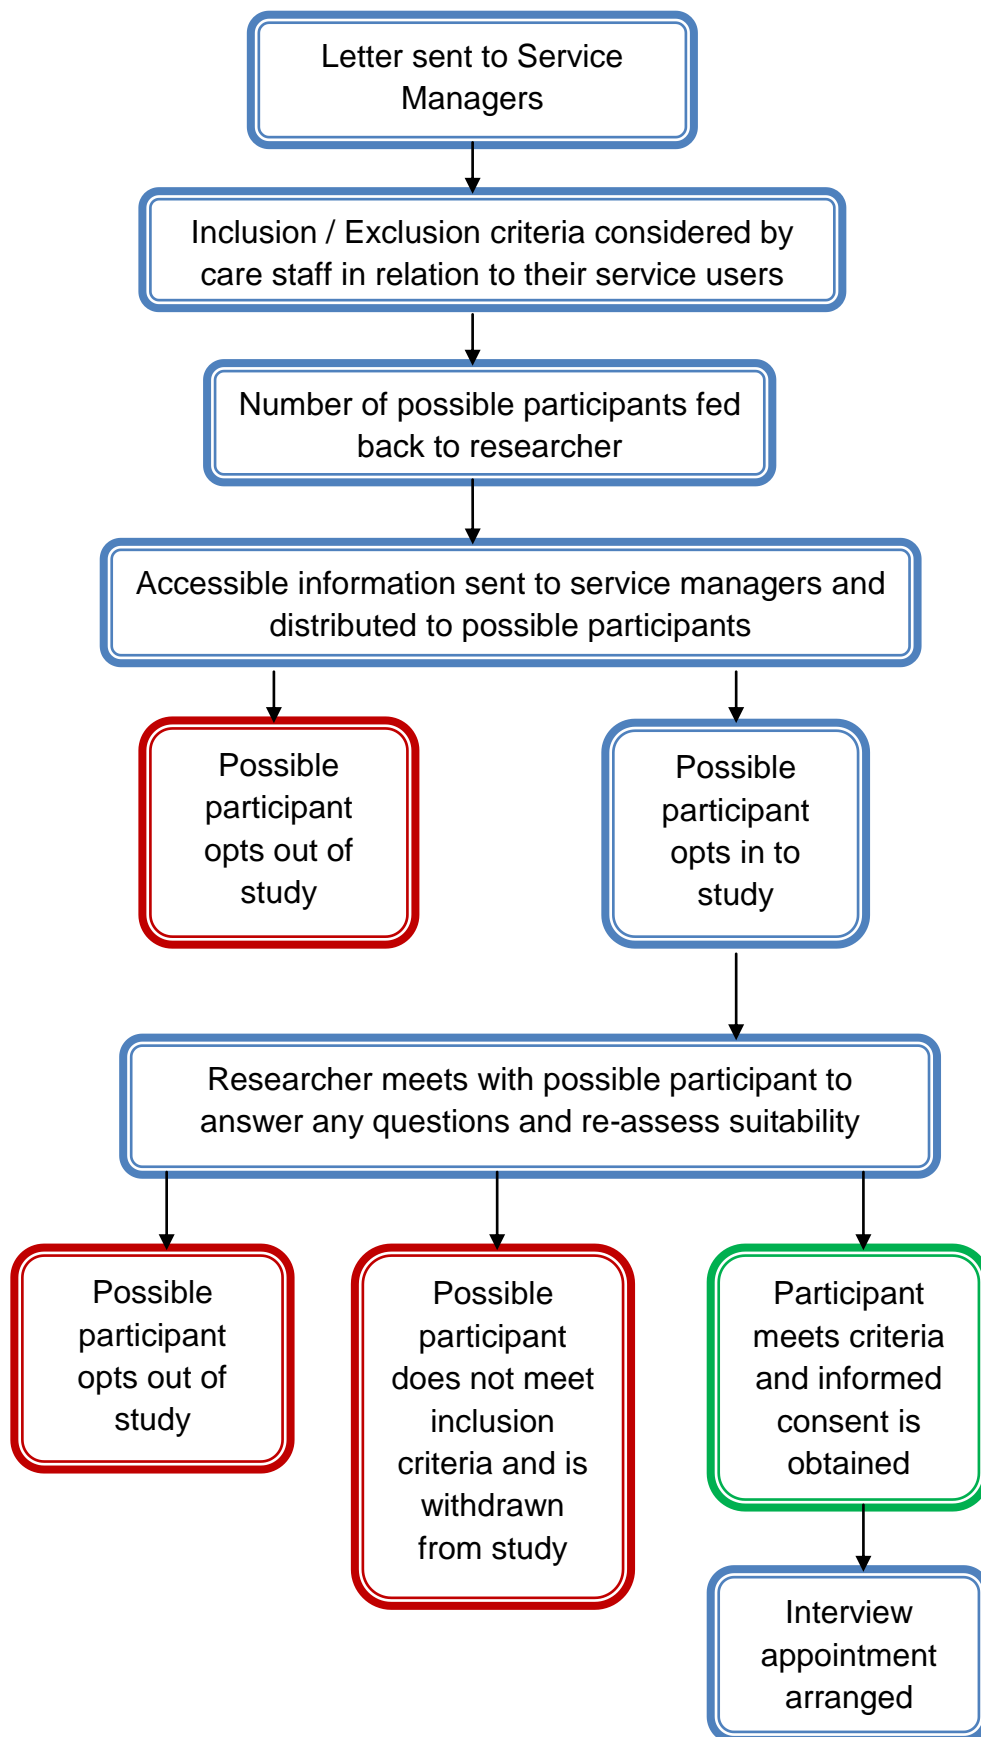 Letter sent to Service
Managers
Inclusion / Exclusion criteria considered by
care staff in relation to their service users
Number of possible participants fed
back to researcher
Accessible information sent to service managers and
distributed to possible participants
Possible
participant
opts out of
study
Possible
participant
opts in to
study
Researcher meets with possible participant to
answer any questions and re-assess suitability
Possible
participant
opts out of
study
Possible
participant
does not meet
inclusion
criteria and is
withdrawn
from study
Participant
meets criteria
and informed
consent is
obtained
Interview
appointment
arranged